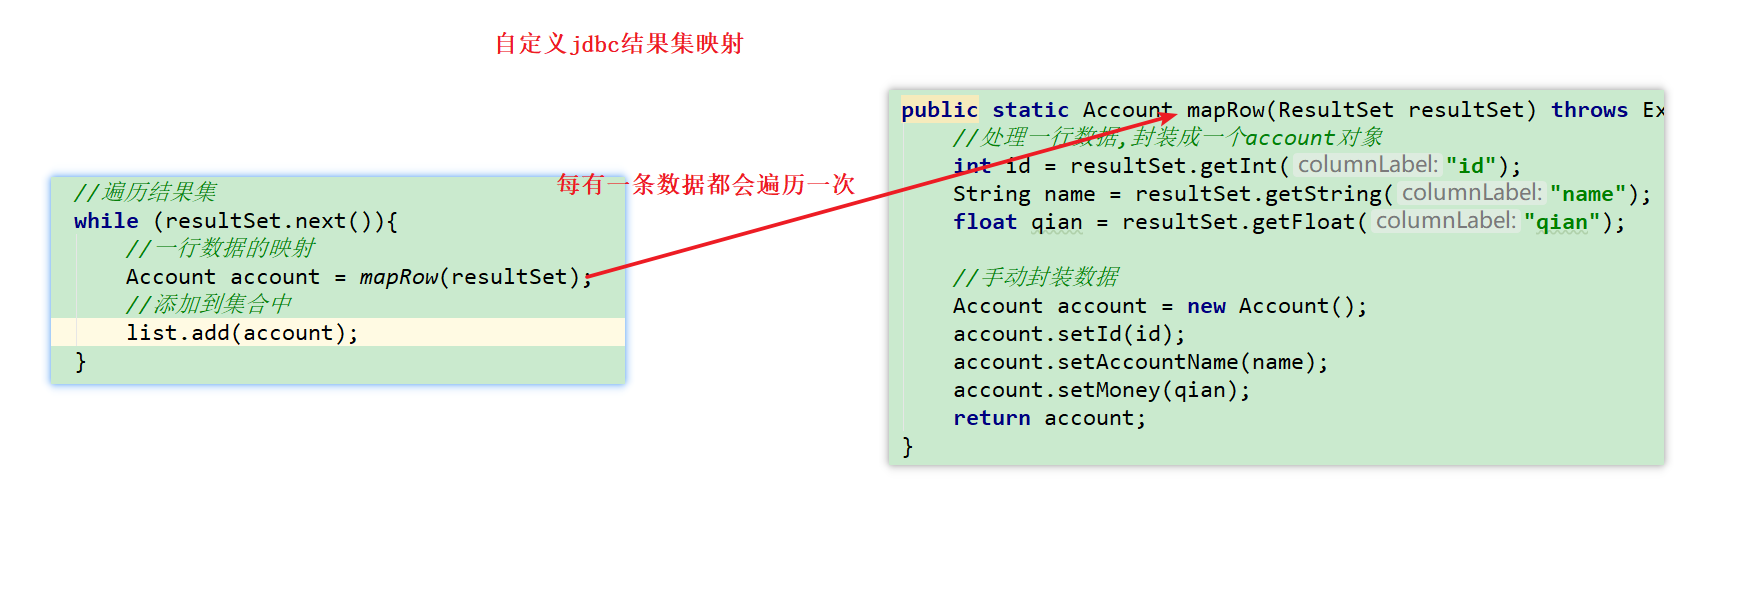 自定义jdbc结果集映射
//遍历结果集
while (resultSet.next()){
//一行数据的映射
Account account = mapRow(resultSet);
//添加到集合中
list.add(account);
}
每有一条数据都会遍历一次
public static Account mapRow(ResultSet resultSet) throws Ex
//处理一行数据,封装成一个account对象
int id = resultSet.getInt( columnLabel: "id");
String name = resultSet.getString( columnLabel: "name");
float qian = resultSet.getFloat( columnLabel: "qian");
//手动封装数据
Account account = new Account();
account.setId(id);
account.setAccountName(name);
account.setMoney(qian);
return account;
}